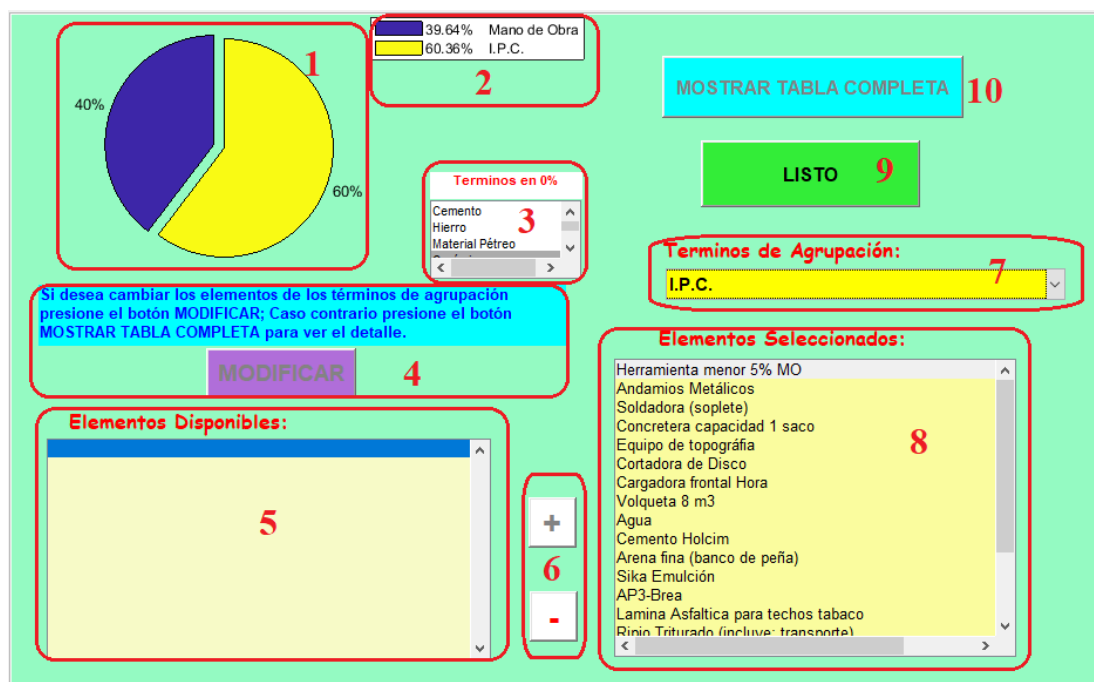 39.64% Mano de Obra
60.36% I.P.C.
1
2
40%
60%
MOSTRAR TABLA COMPLETA
10
LISTO
9
Terminos en 0%
Cemento
Hierro
Material Pétreo
3
Terminos de Agrupación:
I.P.C.
7
Si desea cambiar los elementos de los términos de agrupación
presione el botón MODIFICAR; Caso contrario presione el botón
MOSTRAR TABLA COMPLETA para ver el detalle.
MODIFICAR
4
Elementos Disponibles:
5
+
6
-
Elementos Seleccionados:
Herramienta menor 5% MO
Andamios Metálicos
Soldadora (soplete)
Concretera capacidad 1 saco
8
Equipo de topográfia
Cortadora de Disco
Cargadora frontal Hora
Volqueta 8 m3
Agua
Cemento Holcim
Arena fina (banco de peña)
Sika Emulción
AP3-Brea
Lamina Asfaltica para techos tabaco
Ripio Triturado (incluye: transporte)